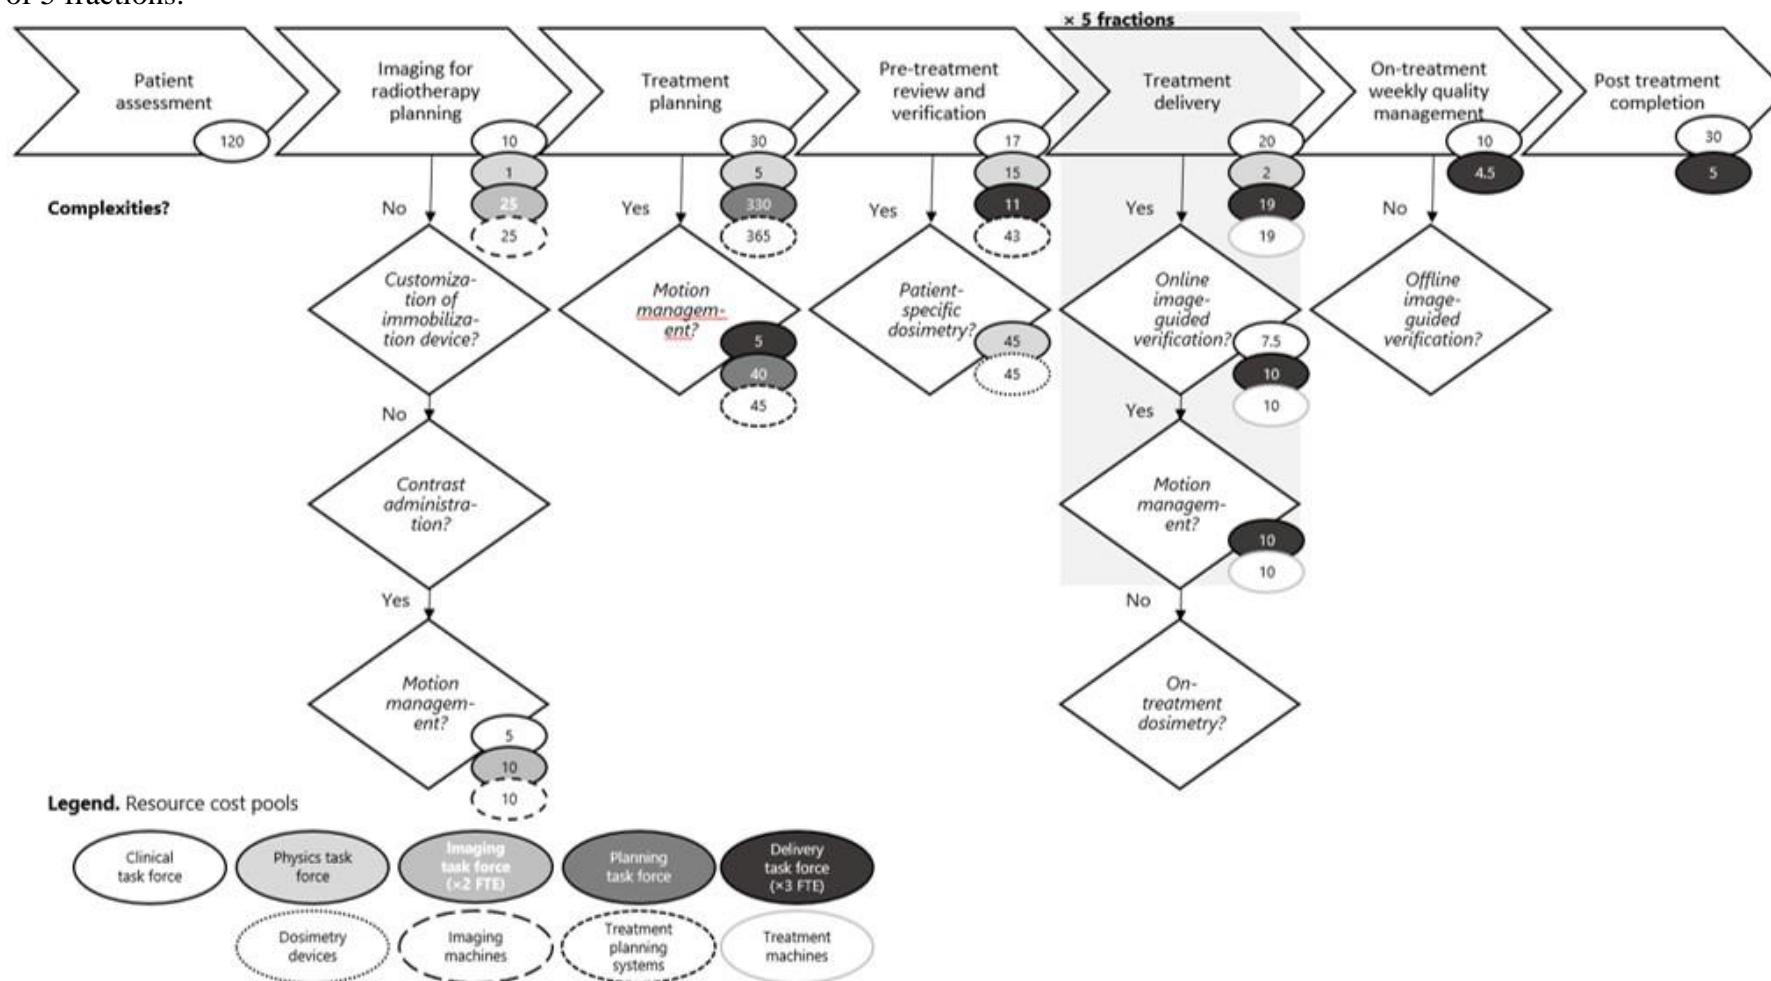 of 5 fractions.
× 5 fractions
Patient
assessment
120
Imaging for
radiotherapy
planning
10
1
25
25
Treatment
planning
30
5
330
365
Pre-treatment
review and
verification
17
15
11
43
Treatment
delivery
20
2
19
19
On-treatment
weekly quality
management
10
4.5
Post treatment
completion
30
5
Complexities?
No
Yes
Yes
Yes
No
Customiza-
tion of
immobiliza-
tion device?
Motion
managem-
ent?
5
40
45
Patient-
specific
dosimetry?
45
45
Online
image-
guided
verification?
7.5
10
10
Offline
image-
guided
verification?
No
Yes
Contrast
administra-
tion?
Motion
managem-
ent?
10
10
Yes
No
Motion
managem-
ent?
5
10
10
On-
treatment
dosimetry?
Legend. Resource cost pools
Clinical
task force
Physics task
force
Imaging
task force
(×2 FTE)
Planning
task force
Delivery
task force
(×3 FTE)
Dosimetry
devices
Imaging
machines
Treatment
planning
systems
Treatment
machines